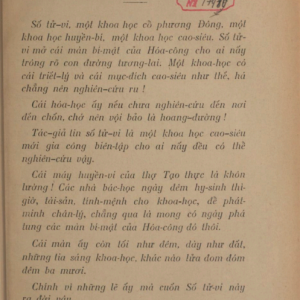 Số tử-vi, một khoa học cổ phương Đông, một
khoa học huyền-bí, một khoa học cao-siêu. Số tử-
vi mở cái màn bí-mật của Hóa-công cho ai nấy
trông rõ con đường tương-lai. Một khoa-học có
cái triết-lý và cái mục-đích cao-siêu như thế, há
chẳng nên nghiên-cứu ru !
Cái hóa-học ấy nếu chưa nghiên-cứu đến nơi
đến chốn, chớ nên vội bảo là hoang-đường !
Tác-giả tin số tử-vi là một khoa học cao-siêu
mới gia công biên-lập cho ai nấy đều có thể
nghiên-cứu vậy.
Cái máy huyền-vi của thợ Tạo thực là khôn
lường ! Các nhà bác-học ngày đêm hy-sinh thì-
giờ, tài-sản, tính-mệnh cho khoa-học, để phát-
minh chân-lý, chẳng qua là mong có ngày phá
lung các màn bí-mật của Hóa-công đó thôi.
Cái màn ấy còn tối như đêm, dày như đất,
những tia sáng khoa-học, khác nào lửa đom đóm
đêm ba mươi.
Chính vì những lẽ ấy mà cuốn Số Tử-vi này
ra đời vậy